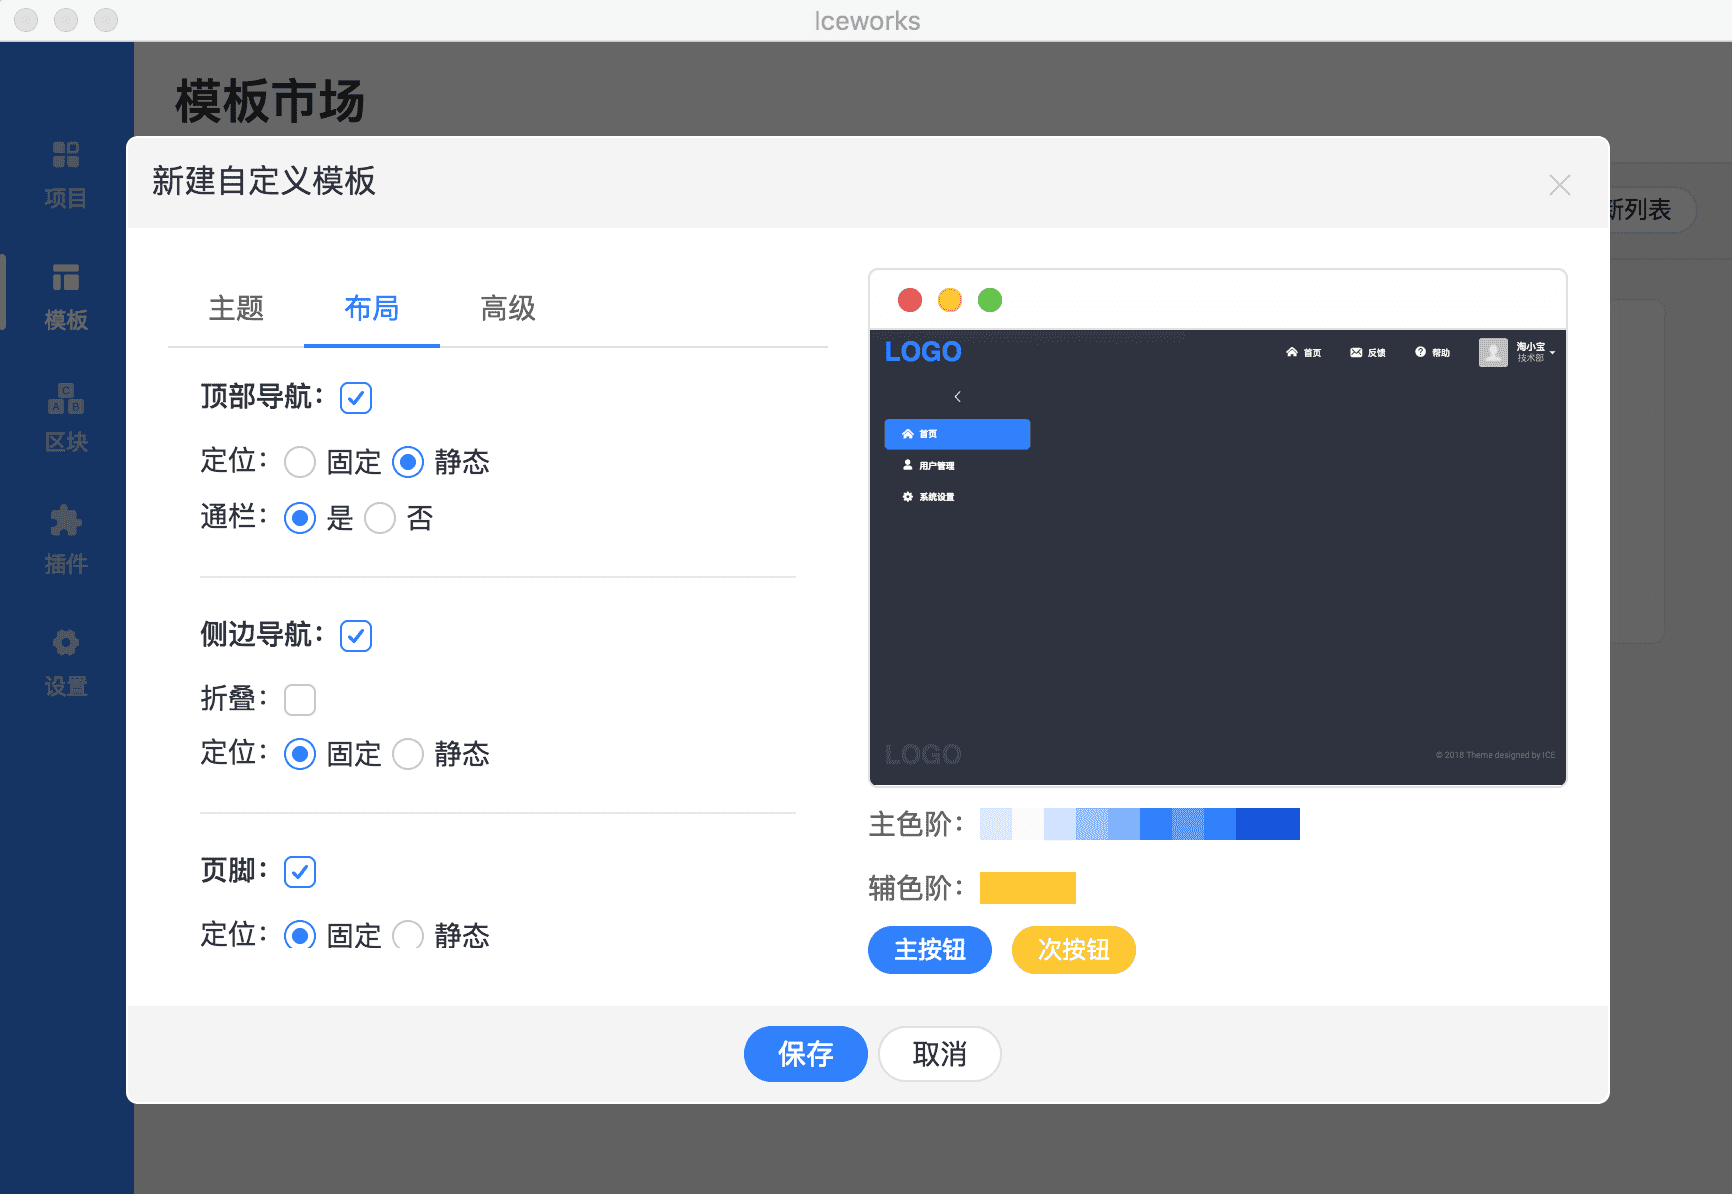 Iceworks
模板市场
项目
模板
区块
插件
设置
新列表
新建自定义模板
主题
布局
高级
顶部导航：
定位：
固定
静态
通栏：
是
否
侧边导航：
折叠：
定位：
固定
静态
页脚：
定位：
固定
静态
LOGO
首页
反馈
帮助
淘小宝
技术部
首页
用户管理
系统设置
LOGO
© 2018 Theme designed by ICE
主色阶：
辅色阶：
主按钮
次按钮
保存
取消
C
A
B